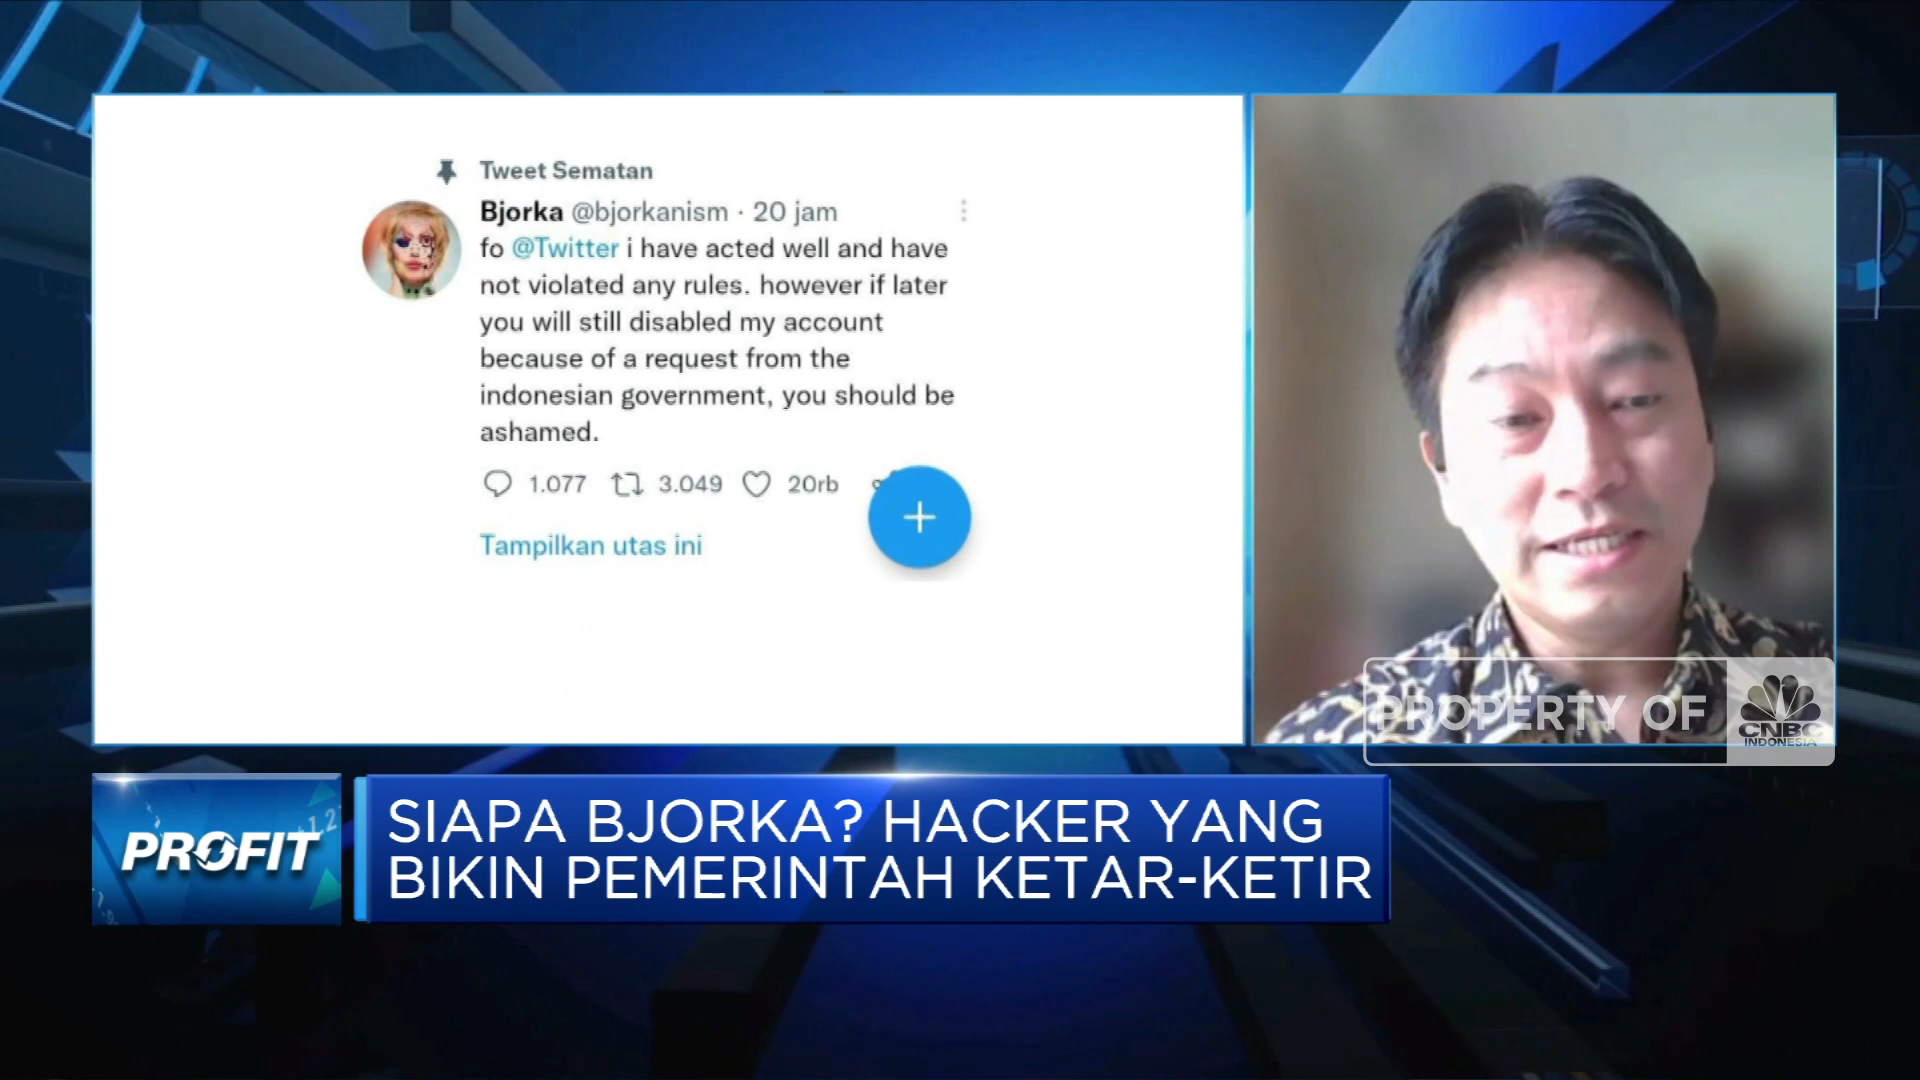 Tweet Sematan
Bjorka @bjorkanism · 20 jam
fo @Twitter i have acted well and have
not violated any rules. however if later
you will still disabled my account
because of a request from the
indonesian government, you should be
ashamed.
1.077 3.049 20rb
Tampilkan utas ini
PROPERTY OF
CNBC
INDONESIA
PROFIT
1,2
SIAPA BJORKA? HACKER YANG
BIKIN PEMERINTAH KETAR-KETIR